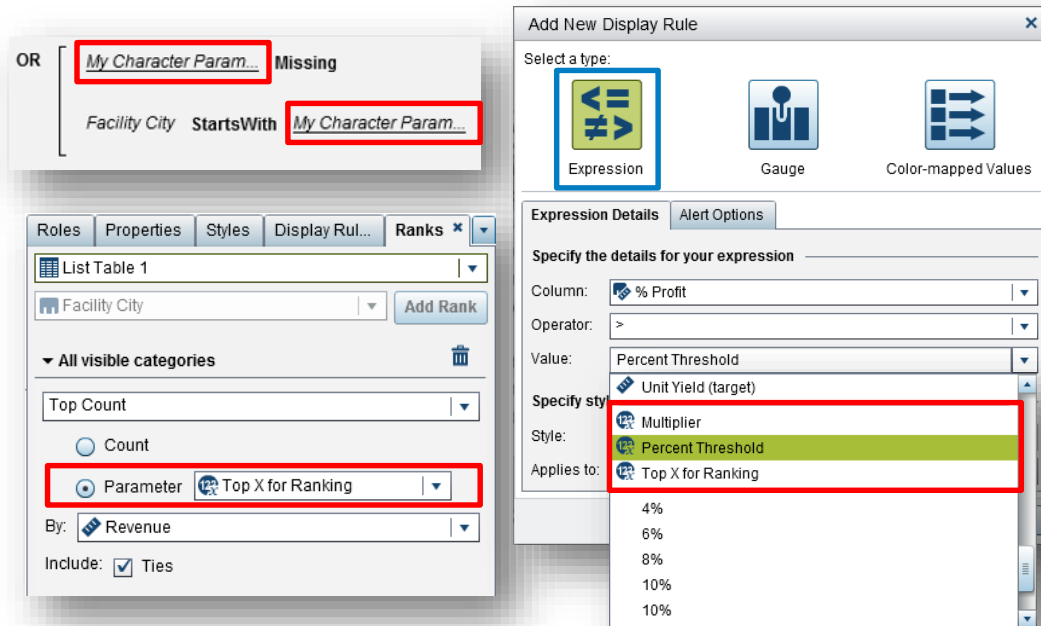 OR
My Character Param... Missing
Facility City StartsWith My Character Param...
Roles Properties Styles Display Rul... Ranks
List Table 1
Facility City Add Rank
All visible categories
Top Count
Count
Parameter Top X for Ranking
By: Revenue
Include: Ties
Add New Display Rule
Select a type:
Expression Gauge Color-mapped Values
Expression Details Alert Options
Specify the details for your expression
Column: % Profit
Operator: >
Value: Percent Threshold
Unit Yield (target)
Specify sty
Multiplier
Style:
Percent Threshold
Applies to:
Top X for Ranking
4%
6%
8%
10%
10%